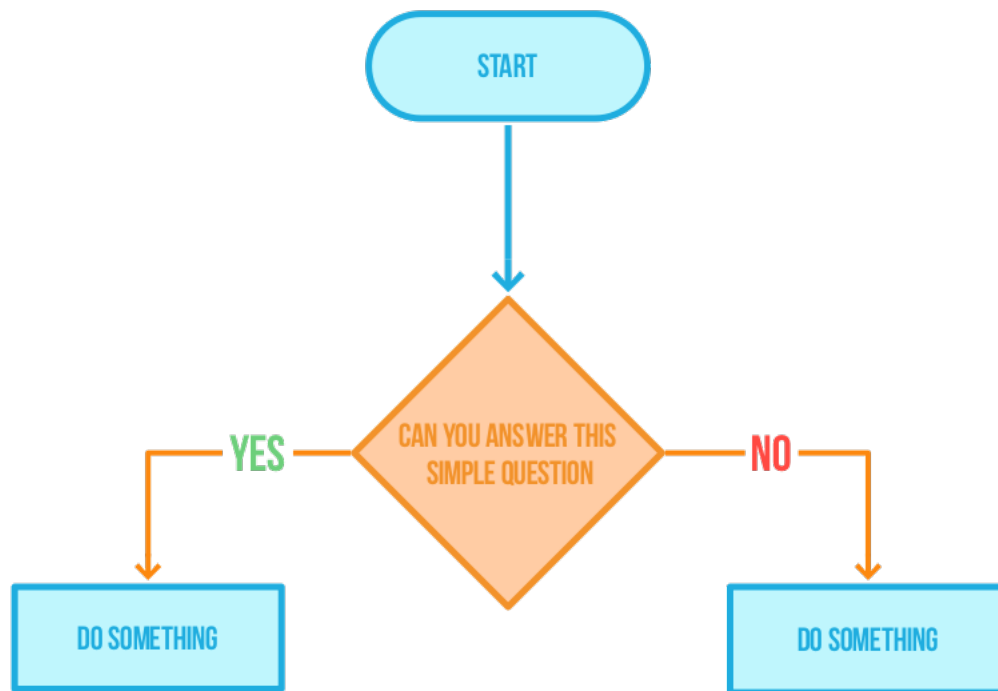 START
CAN YOU ANSWER THIS
SIMPLE QUESTION
YES
NO
DO SOMETHING
DO SOMETHING